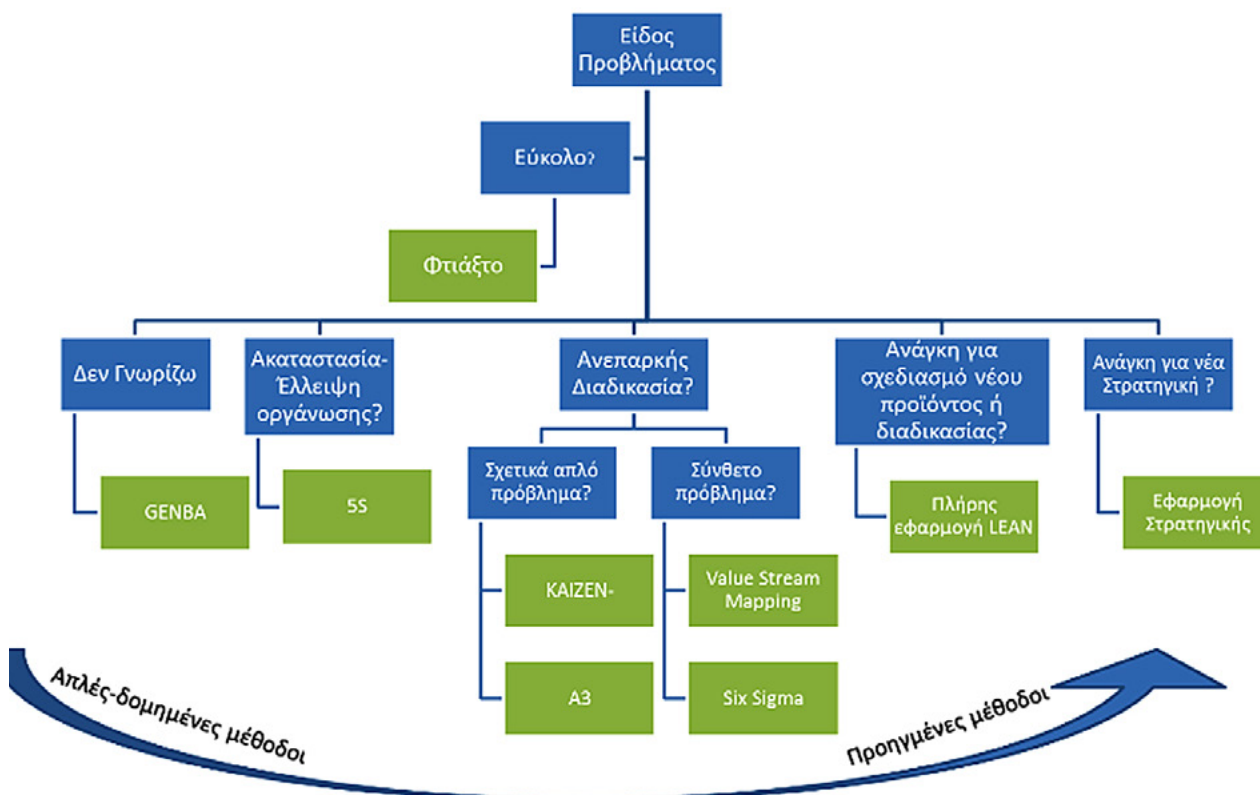 Είδος
Προβλήματος
Εύκολο?
Φτιάξτο
Δεν Γνωρίζω
GENBA
Ακαταστασία-
Έλλειψη
οργάνωσης?
5S
Ανεπαρκής
Διαδικασία?
Σχετικά απλό
πρόβλημα?
KAIZEN-
A3
Σύνθετο
πρόβλημα?
Value Stream
Mapping
Six Sigma
Ανάγκη για
σχεδιασμό νέου
προϊόντος ή
διαδικασίας?
Πλήρης
εφαρμογή LEAN
Ανάγκη για νέα
Στρατηγική ?
Εφαρμογή
Στρατηγικής
Απλές-δομημένες μέθοδοι
Προηγμένες μέθοδοι